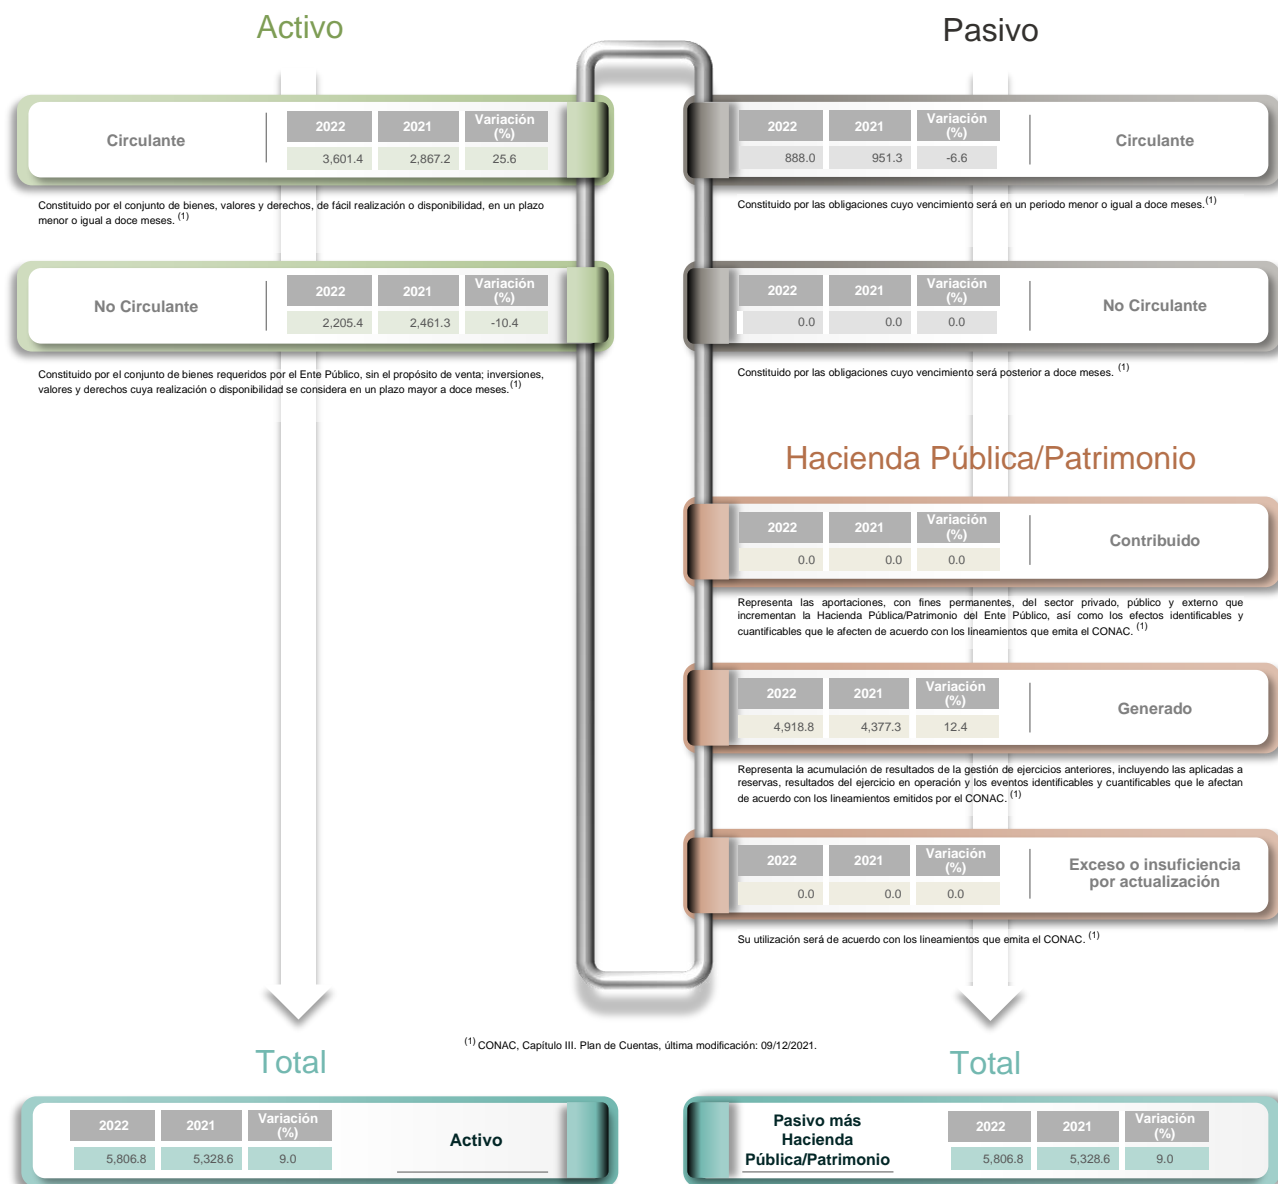 Activo
Circulante
2022 2021 Variación (%)
3,601.4 2,867.2 25.6
Constituido por el conjunto de bienes, valores y derechos, de fácil realización o disponibilidad, en un plazo
menor o igual a doce meses. (1)
No Circulante
2022 2021 Variación (%)
2,205.4 2,461.3 -10.4
Constituido por el conjunto de bienes requeridos por el Ente Público, sin el propósito de venta; inversiones,
valores y derechos cuya realización o disponibilidad se considera en un plazo mayor a doce meses. (1)
Pasivo
2022 2021 Variación (%)
888.0 951.3 -6.6
Circulante
Constituido por las obligaciones cuyo vencimiento será en un periodo menor o igual a doce meses. (1)
2022 2021 Variación (%)
0.0 0.0 0.0
No Circulante
Constituido por las obligaciones cuyo vencimiento será posterior a doce meses. (1)
Hacienda Pública/Patrimonio
2022 2021 Variación (%)
0.0 0.0 0.0
Contribuido
Representa las aportaciones, con fines permanentes, del sector privado, público y externo que
incrementan la Hacienda Pública/Patrimonio del Ente Público, así como los efectos identificables y
cuantificables que le afecten de acuerdo con los lineamientos que emita el CONAC. (1)
2022 2021 Variación (%)
4,918.8 4,377.3 12.4
Generado
Representa la acumulación de resultados de la gestión de ejercicios anteriores, incluyendo las aplicadas a
reservas, resultados del ejercicio en operación y los eventos identificables y cuantificables que le afectan
de acuerdo con los lineamientos emitidos por el CONAC. (1)
2022 2021 Variación (%)
0.0 0.0 0.0
Exceso o insuficiencia
por actualización
Su utilización será de acuerdo con los lineamientos que emita el CONAC. (1)
(1) CONAC, Capítulo III. Plan de Cuentas, última modificación: 09/12/2021.
Total
2022 2021 Variación (%)
5,806.8 5,328.6 9.0
Activo
Total
Pasivo más
Hacienda
Pública/Patrimonio
2022 2021 Variación (%)
5,806.8 5,328.6 9.0